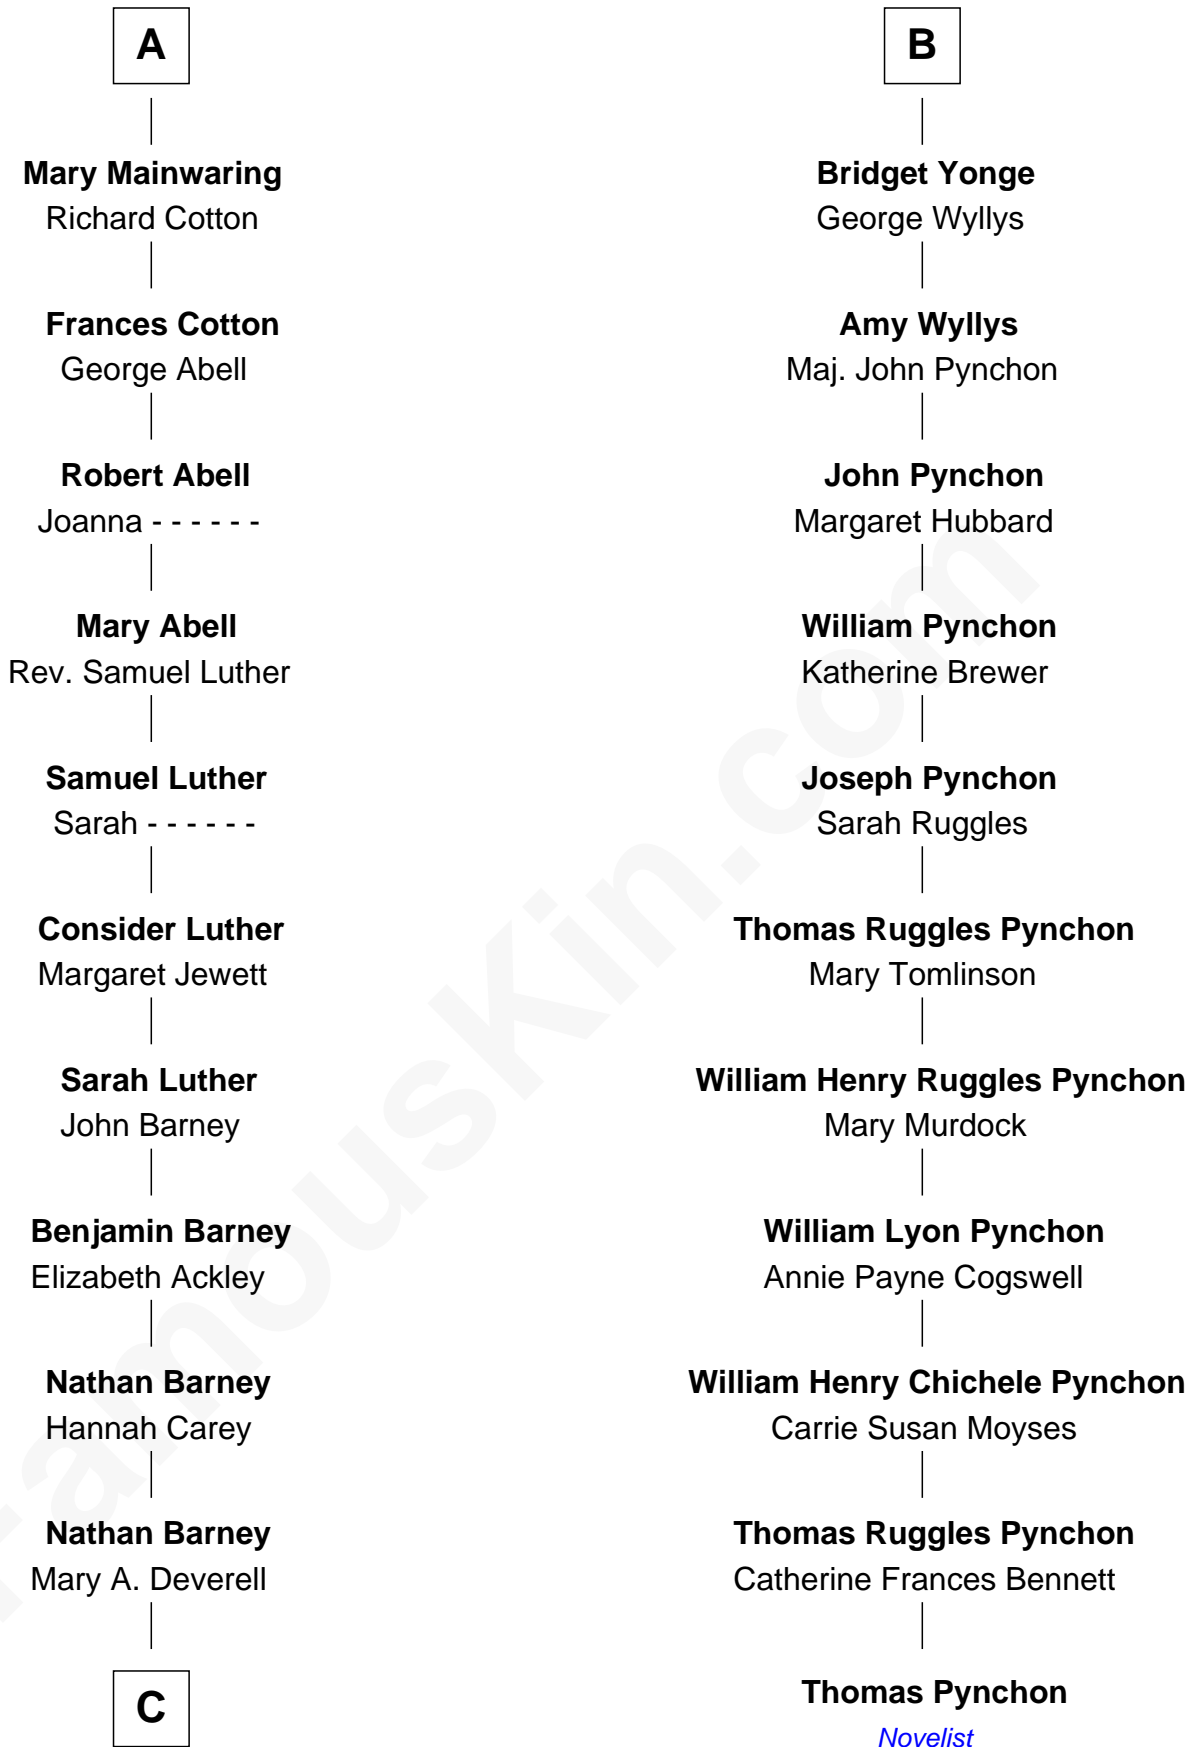 A
Mary Mainwaring
Richard Cotton
Frances Cotton
George Abell
Robert Abell
Joanna - - - - - -
Mary Abell
Rev. Samuel Luther
Samuel Luther
Sarah - - - - - -
Consider Luther
Margaret Jewett
Sarah Luther
John Barney
Benjamin Barney
Elizabeth Ackley
Nathan Barney
Hannah Carey
Nathan Barney
Mary A. Deverell
C
B
Bridget Yonge
George Wyllys
Amy Wyllys
Maj. John Pynchon
John Pynchon
Margaret Hubbard
William Pynchon
Katherine Brewer
Joseph Pynchon
Sarah Ruggles
Thomas Ruggles Pynchon
Mary Tomlinson
William Henry Ruggles Pynchon
Mary Murdock
William Lyon Pynchon
Annie Payne Cogswell
William Henry Chichele Pynchon
Carrie Susan Moyses
Thomas Ruggles Pynchon
Catherine Frances Bennett
Thomas Pynchon
Novelist
FamousKin.com